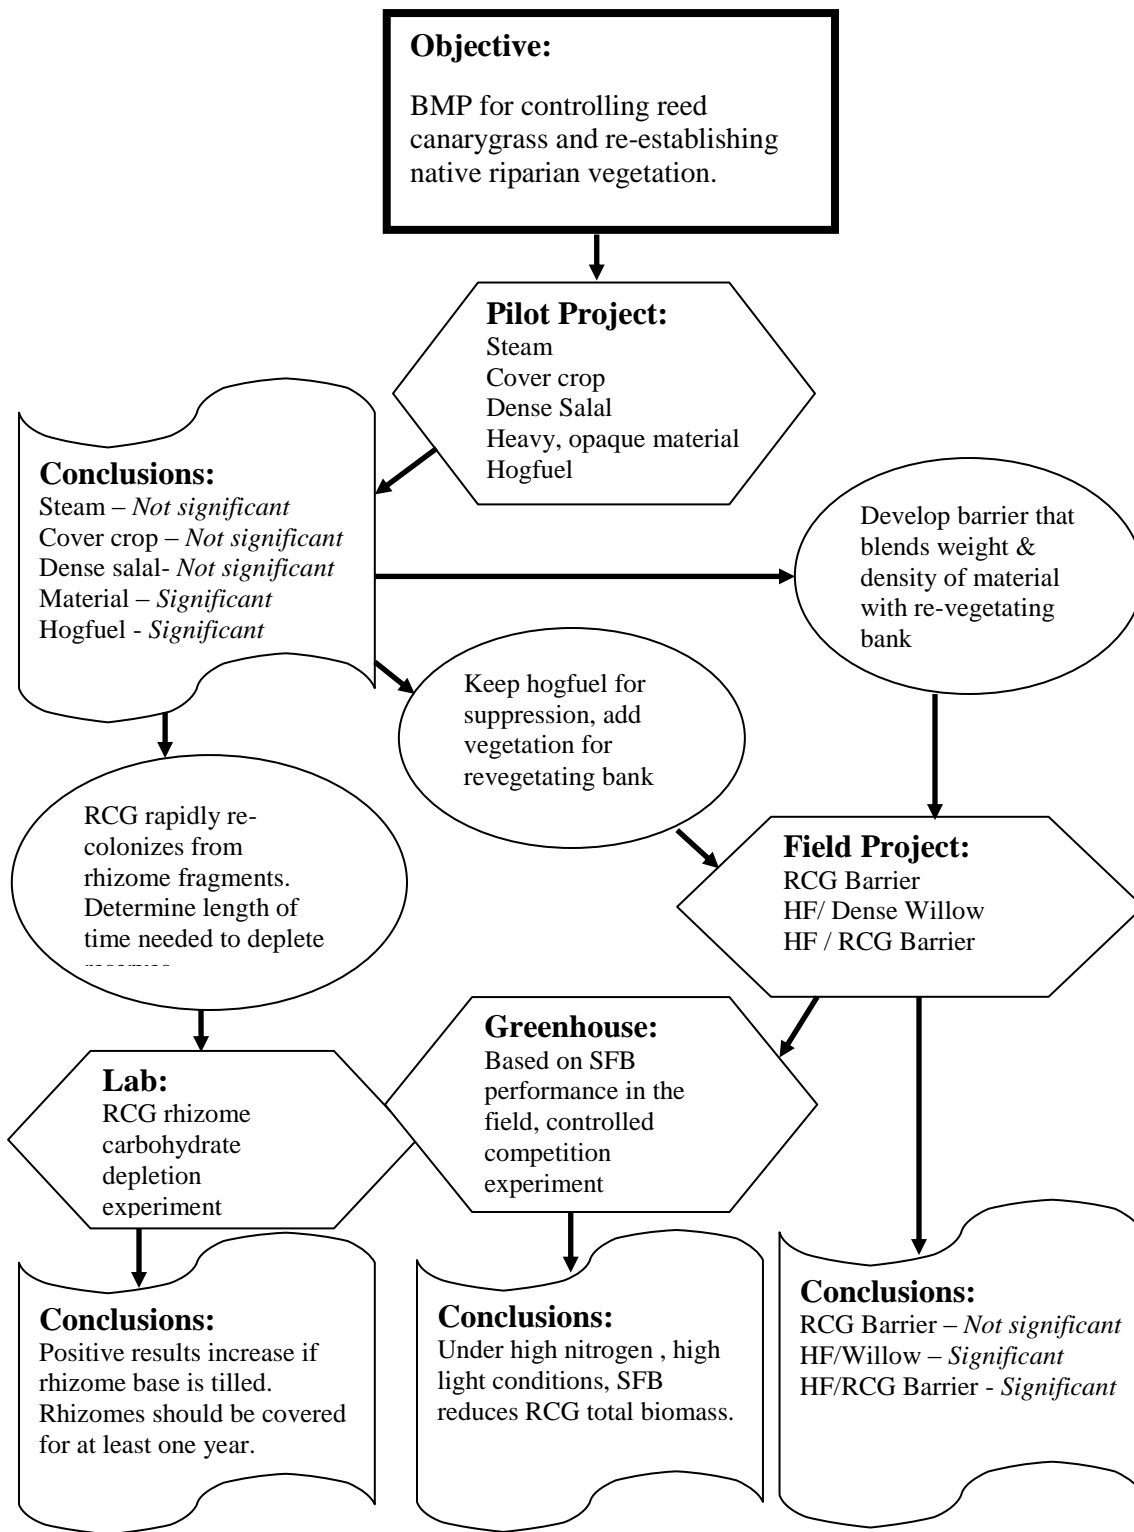 Objective:
BMP for controlling reed
canarygrass and re-establishing
native riparian vegetation.
Pilot Project:
Steam
Cover crop
Dense Salal
Heavy, opaque material
Hogfuel
Conclusions:
Steam – Not significant
Cover crop – Not significant
Dense salal- Not significant
Material – Significant
Hogfuel - Significant
Develop barrier that
blends weight &
density of material
with re-vegetating
bank
Keep hogfuel for
suppression, add
vegetation for
revegetating bank
RCG rapidly re-
colonizes from
rhizome fragments.
Determine length of
time needed to deplete
Field Project:
RCG Barrier
HF/ Dense Willow
HF / RCG Barrier
Greenhouse:
Based on SFB
performance in the
field, controlled
competition
experiment
Lab:
RCG rhizome
carbohydrate
depletion
experiment
Conclusions:
Positive results increase if
rhizome base is tilled.
Rhizomes should be covered
for at least one year.
Conclusions:
Under high nitrogen , high
light conditions, SFB
reduces RCG total biomass.
Conclusions:
RCG Barrier – Not significant
HF/Willow – Significant
HF/RCG Barrier - Significant